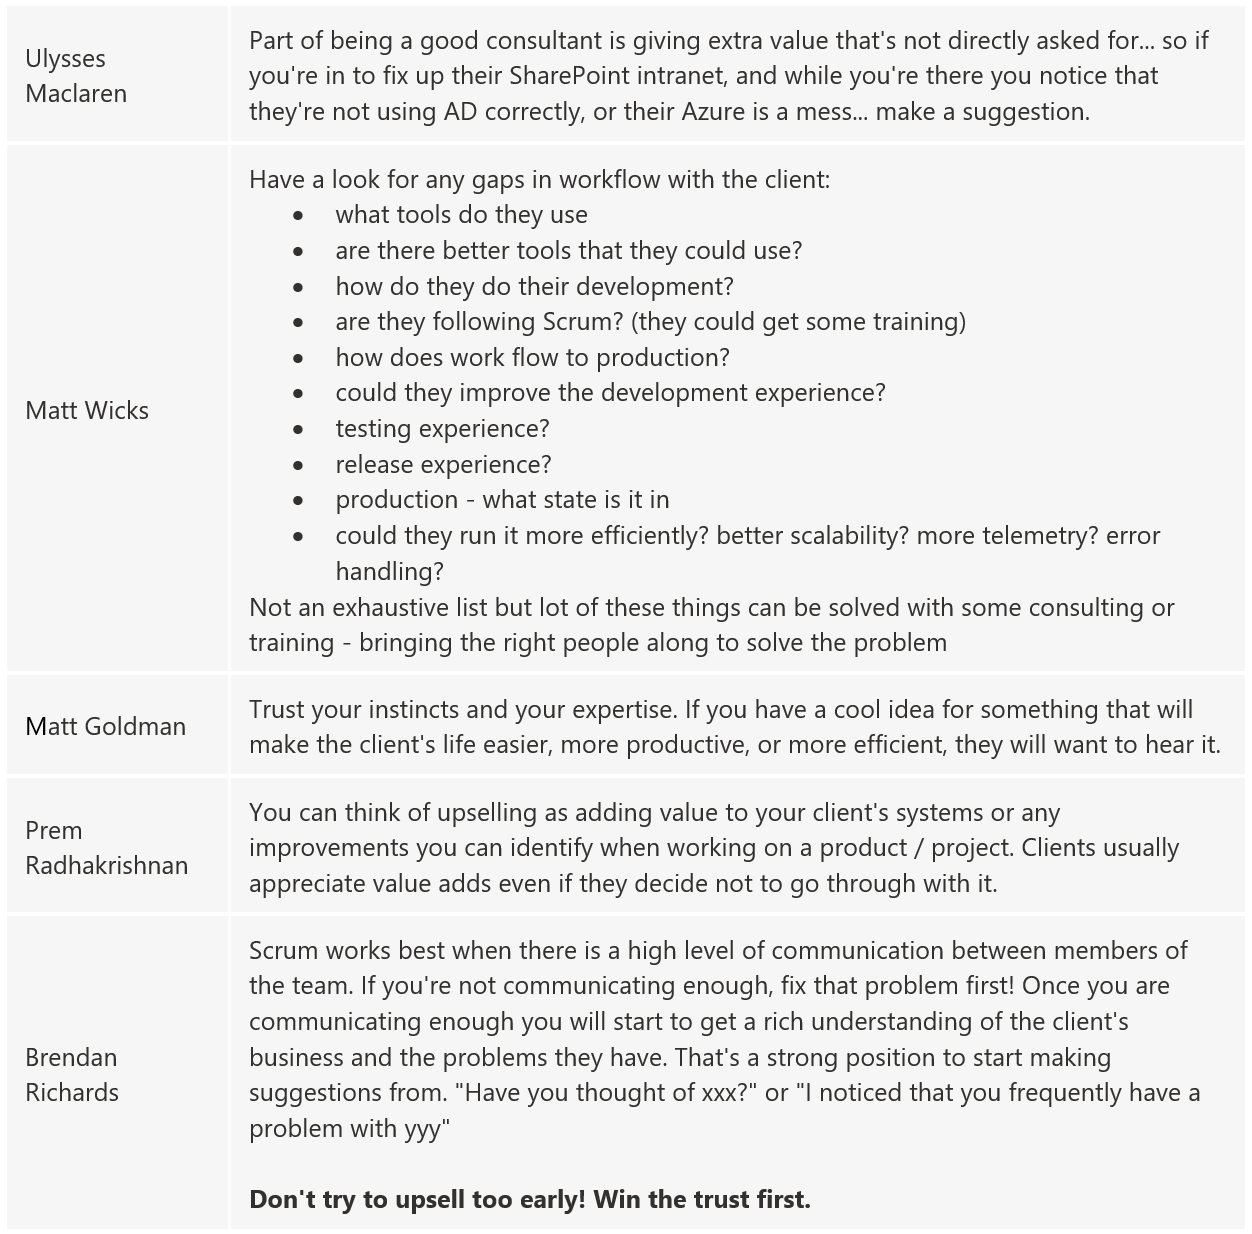 Ulysses
Maclaren
Part of being a good consultant is giving extra value that's not directly asked for... so if
you're in to fix up their SharePoint intranet, and while you're there you notice that
they're not using AD correctly, or their Azure is a mess... make a suggestion.
Matt Wicks
Have a look for any gaps in workflow with the client:
• what tools do they use
• are there better tools that they could use?
• how do they do their development?
• are they following Scrum? (they could get some training)
• how does work flow to production?
• could they improve the development experience?
• testing experience?
• release experience?
• production - what state is it in
• could they run it more efficiently? better scalability? more telemetry? error
handling?
Not an exhaustive list but lot of these things can be solved with some consulting or
training - bringing the right people along to solve the problem
Matt Goldman
Trust your instincts and your expertise. If you have a cool idea for something that will
make the client's life easier, more productive, or more efficient, they will want to hear it.
Prem
Radhakrishnan
You can think of upselling as adding value to your client's systems or any
improvements you can identify when working on a product / project. Clients usually
appreciate value adds even if they decide not to go through with it.
Brendan
Richards
Scrum works best when there is a high level of communication between members of
the team. If you're not communicating enough, fix that problem first! Once you are
communicating enough you will start to get a rich understanding of the client's
business and the problems they have. That's a strong position to start making
suggestions from. "Have you thought of xxx?" or "I noticed that you frequently have a
problem with yyy"
Don't try to upsell too early! Win the trust first.